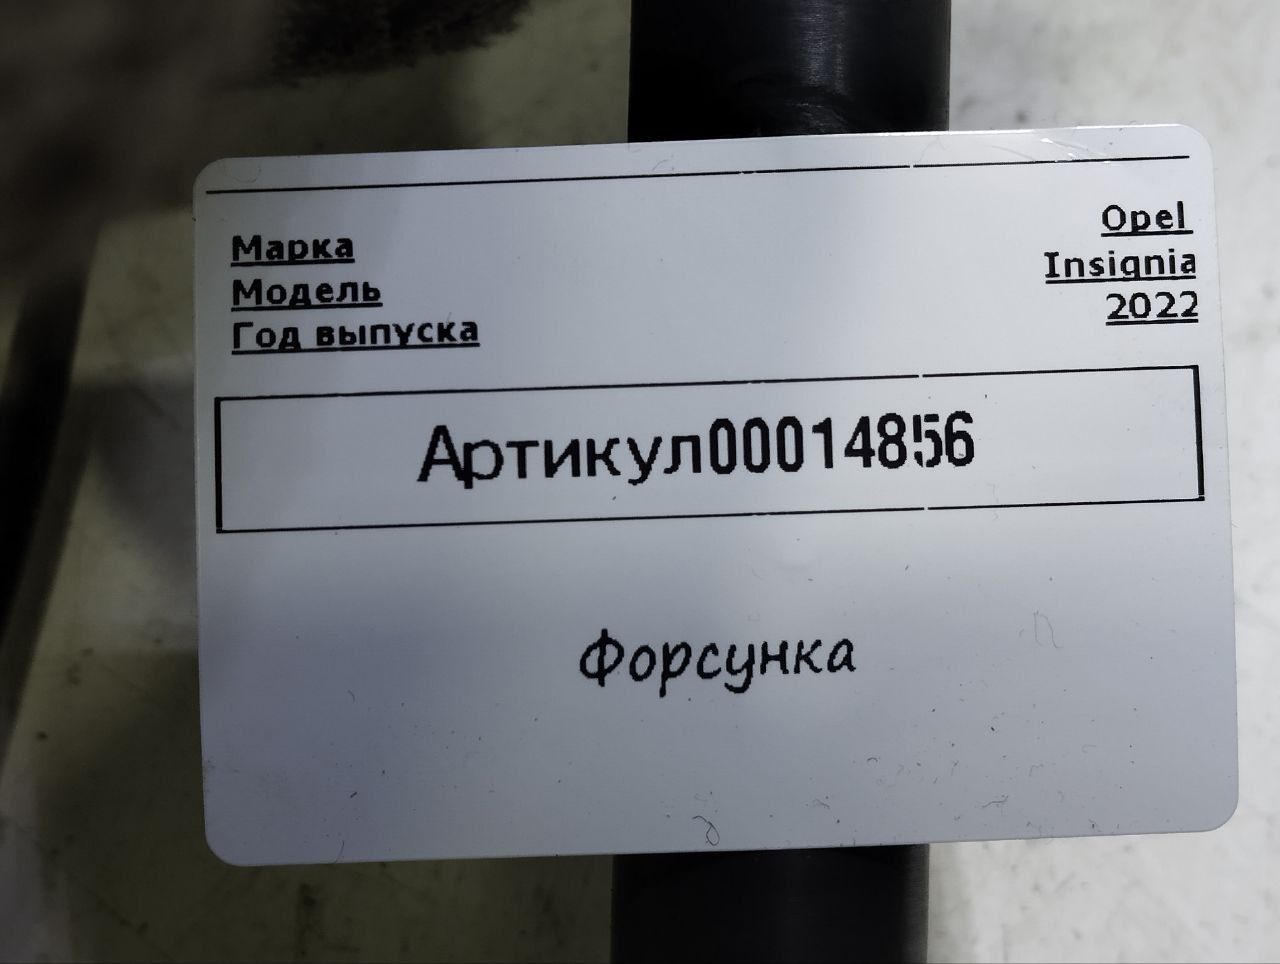 Марка Opel
Модель Insignia
Год выпуска 2022
Артикул00014856
Форсунка